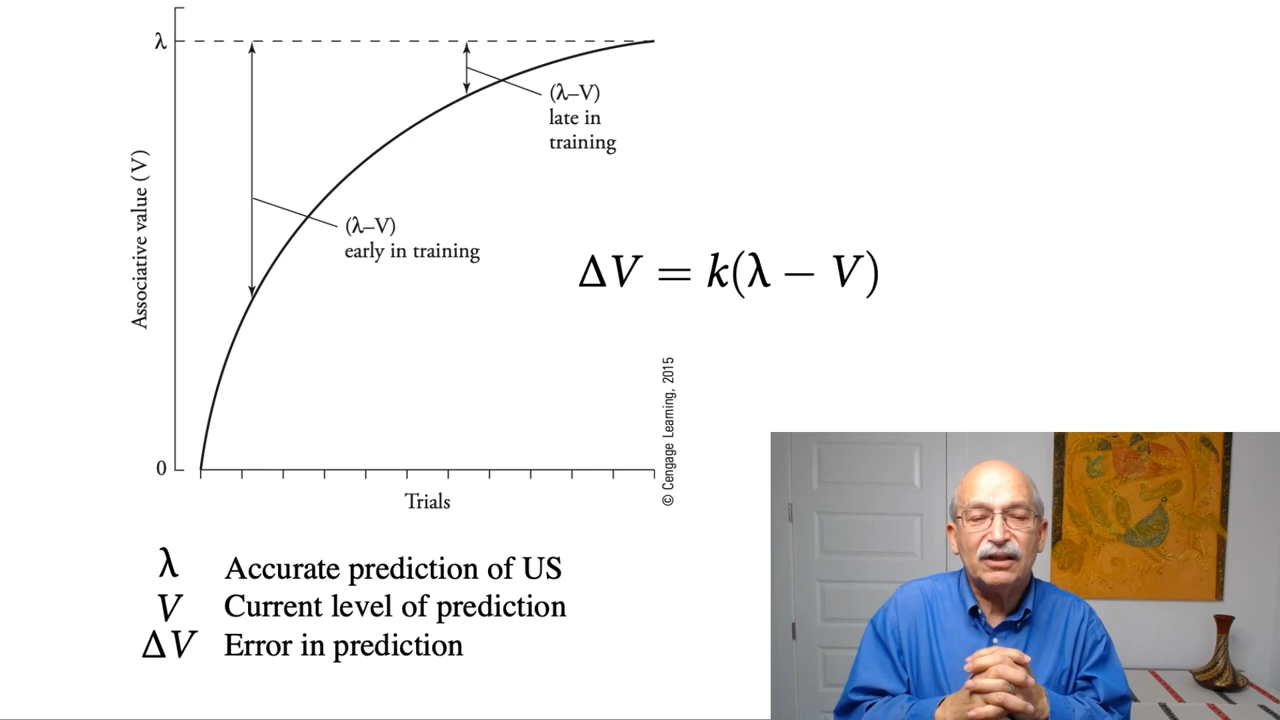 λ
(λ–V)
late in
training
(λ–V)
early in training
Associative value (V)
ΔV = k(λ − V)
© Cengage Learning, 2015
0
Trials
λ Accurate prediction of US
V Current level of prediction
ΔV Error in prediction